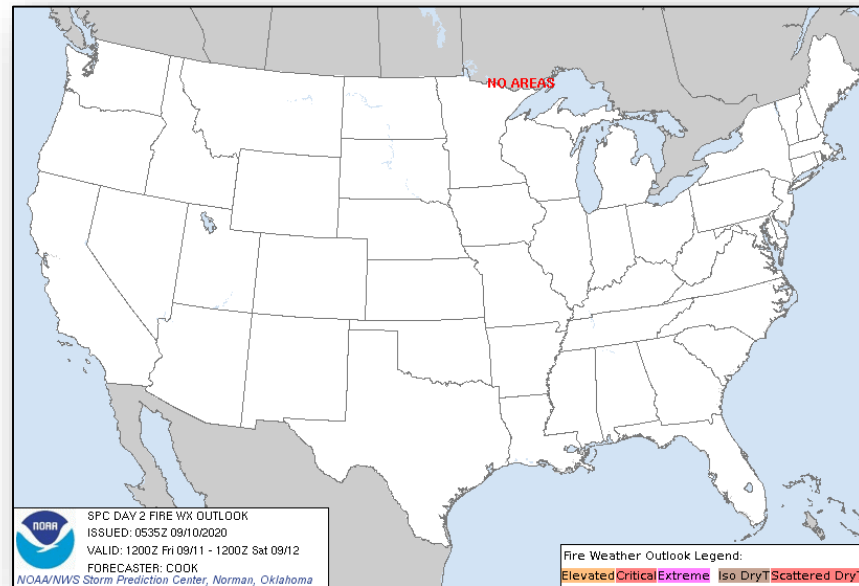 NO AREAS
NOAA
SPC DAY 2 FIRE WX OUTLOOK
ISSUED: 0535Z 09/10/2020
VALID: 1200Z Fri 09/11 - 1200Z Sat 09/12
FORECASTER: COOK
NOAA/NWS Storm Prediction Center, Norman, Oklahoma
Fire Weather Outlook Legend:
Elevated Critical Extreme Iso DryT Scattered DryT